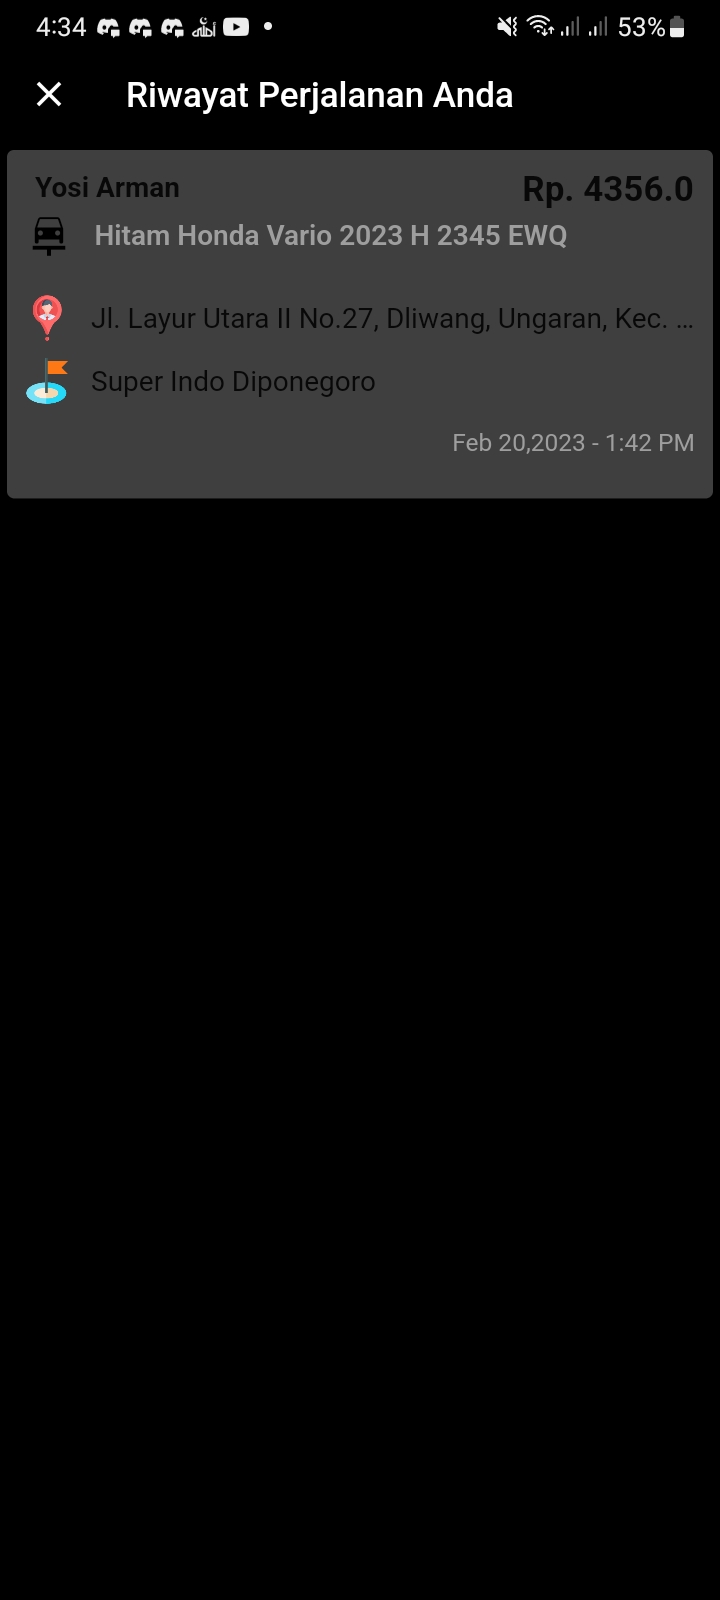 4:34 53%
Riwayat Perjalanan Anda
Yosi Arman Rp. 4356.0
Hitam Honda Vario 2023 H 2345 EWQ
Jl. Layur Utara II No.27, Dliwang, Ungaran, Kec. ...
Super Indo Diponegoro
Feb 20,2023 - 1:42 PM